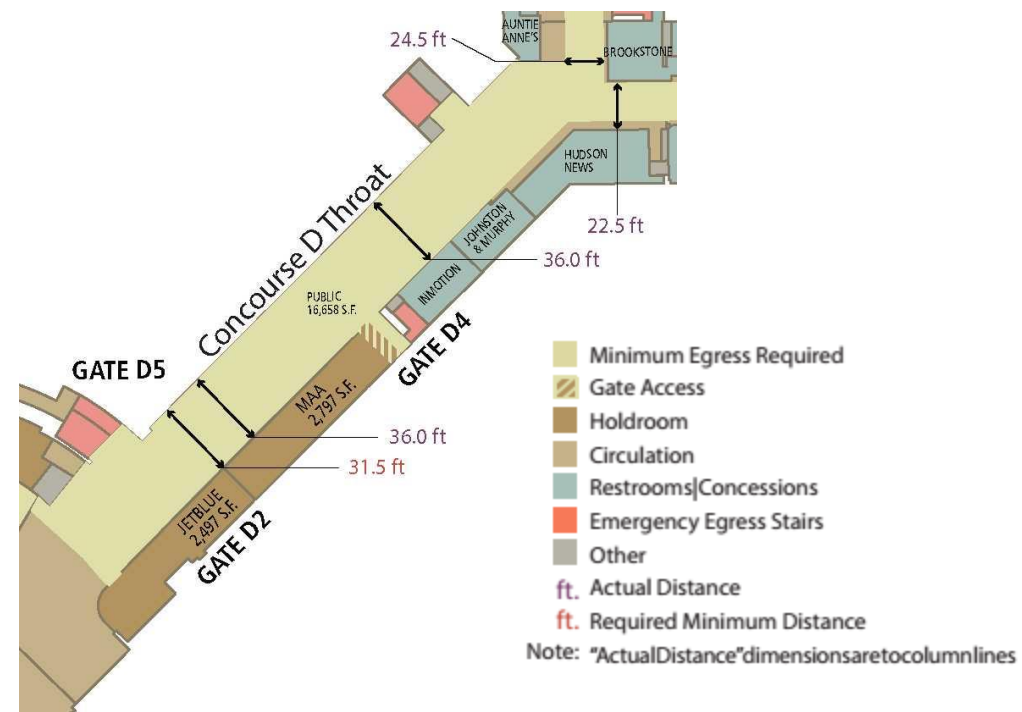 AUNTIE
ANNE'S
24.5 ft
BROOKSTONE
HUDSON
NEWS
22.5 ft
JOHNSTON
& MURPHY
36.0 ft
INMOTION
Concourse D Throat
PUBLIC
16,658 S.F.
GATE D4
GATE D5
MAA
2,797 S.F.
36.0 ft
31.5 ft
JETBLUE
2,497 S.F.
GATE D2
Minimum Egress Required
Gate Access
Holdroom
Circulation
Restrooms|Concessions
Emergency Egress Stairs
Other
ft. Actual Distance
ft. Required Minimum Distance
Note: "ActualDistance"dimensionsaretocolumnlines